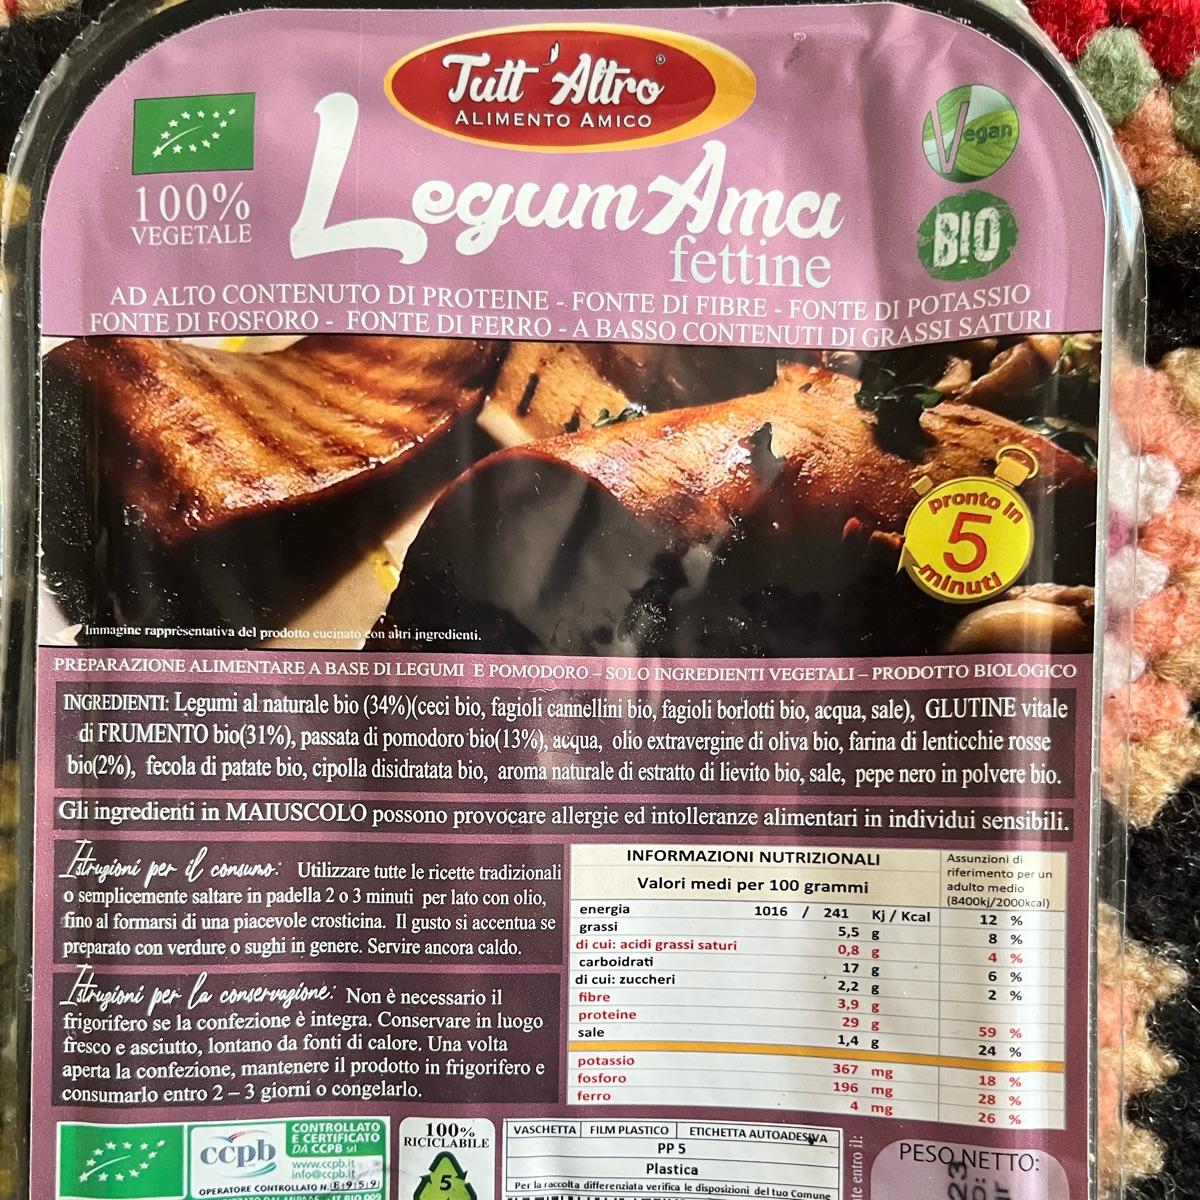 Tutt'Altro®
ALIMENTO AMICO
100%
VEGETALE
LegumAma
fettine
Vegan
BIO
AD ALTO CONTENUTO DI PROTEINE - FONTE DI FIBRE - FONTE DI POTASSIO
FONTE DI FOSFORO - FONTE DI FERRO - A BASSO CONTENUTI DI GRASSI SATURI
pronto in
5
minuti
Immagine rappresentativa del prodotto cucinato con altri ingredienti.
PREPARAZIONE ALIMENTARE A BASE DI LEGUMI E POMODORO – SOLO INGREDIENTI VEGETALI – PRODOTTO BIOLOGICO
INGREDIENTI: Legumi al naturale bio (34%)(ceci bio, fagioli cannellini bio, fagioli borlotti bio, acqua, sale), GLUTINE vitale
di FRUMENTO bio(31%), passata di pomodoro bio(13%), acqua, olio extravergine di oliva bio, farina di lenticchie rosse
bio(2%), fecola di patate bio, cipolla disidratata bio, aroma naturale di estratto di lievito bio, sale, pepe nero in polvere bio.
Gli ingredienti in MAIUSCOLO possono provocare allergie ed intolleranze alimentari in individui sensibili.
Istruzioni per il consumo: Utilizzare tutte le ricette tradizionali
o semplicemente saltare in padella 2 o 3 minuti per lato con olio,
fino al formarsi di una piacevole crosticina. Il gusto si accentua se
preparato con verdure o sughi in genere. Servire ancora caldo.
Istruzioni per la conservazione: Non è necessario il
frigorifero se la confezione è integra. Conservare in luogo
fresco e asciutto, lontano da fonti di calore. Una volta
aperta la confezione, mantenere il prodotto in frigorifero e
consumarlo entro 2 – 3 giorni o congelarlo.
INFORMAZIONI NUTRIZIONALI
Valori medi per 100 grammi
Assunzioni di
riferimento per un
adulto medio
(8400kj/2000kcal)
energia 1016 / 241 Kj / Kcal 12 %
grassi 5,5 g 8 %
di cui: acidi grassi saturi 0,8 g 4 %
carboidrati 17 g 6 %
di cui: zuccheri 2,2 g 2 %
fibre 3,9 g
proteine 29 g 59 %
sale 1,4 g 24 %
potassio 367 mg 18 %
fosforo 196 mg 28 %
ferro 4 mg 26 %
ccpb
CONTROLLATO
E CERTIFICATO
DA CCPB srl
www.ccpb.it
info@ccpb.it
OPERATORE CONTROLLATO N. E9159
100%
RICICLABILE
5
VASCHETTA FILM PLASTICO ETICHETTA AUTOADESIVA
PP 5
Plastica
Per la raccolta differenziata verifica le disposizioni del tuo Comune
te entro il:
PESO NETTO: